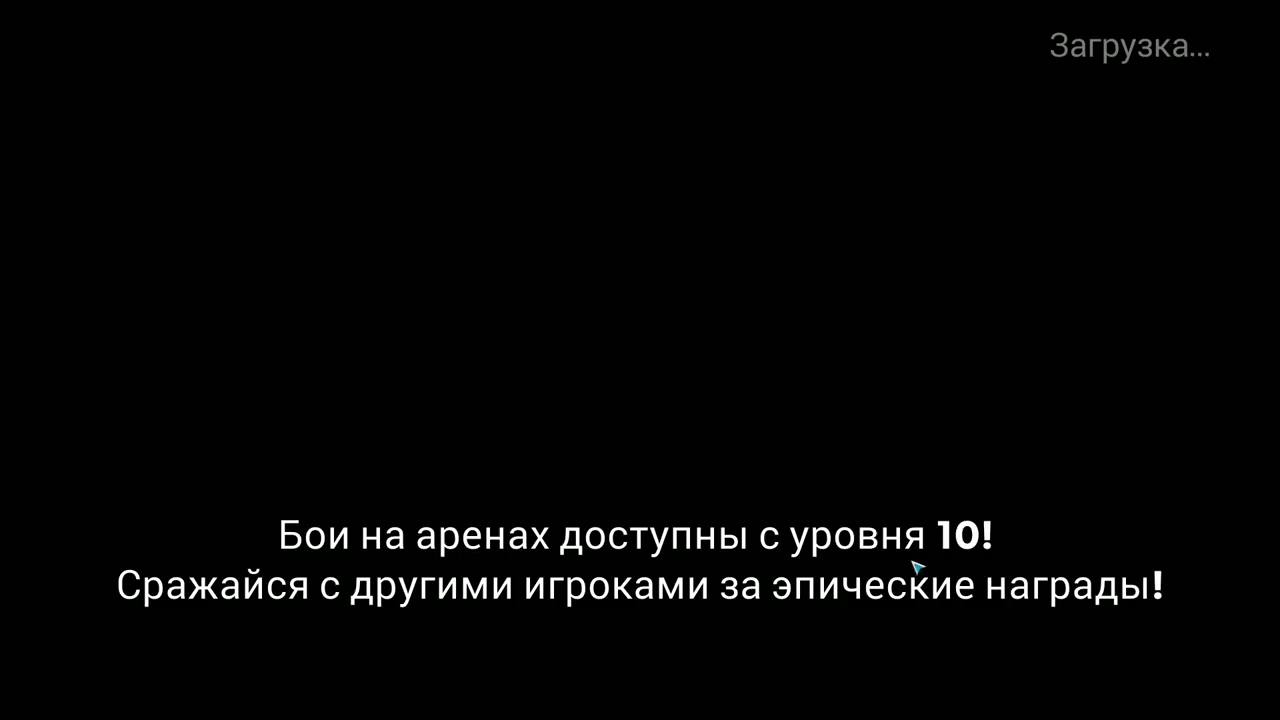 Загрузка...
Бои на аренах доступны с уровня 10!
Сражайся с другими игроками за эпические награды!